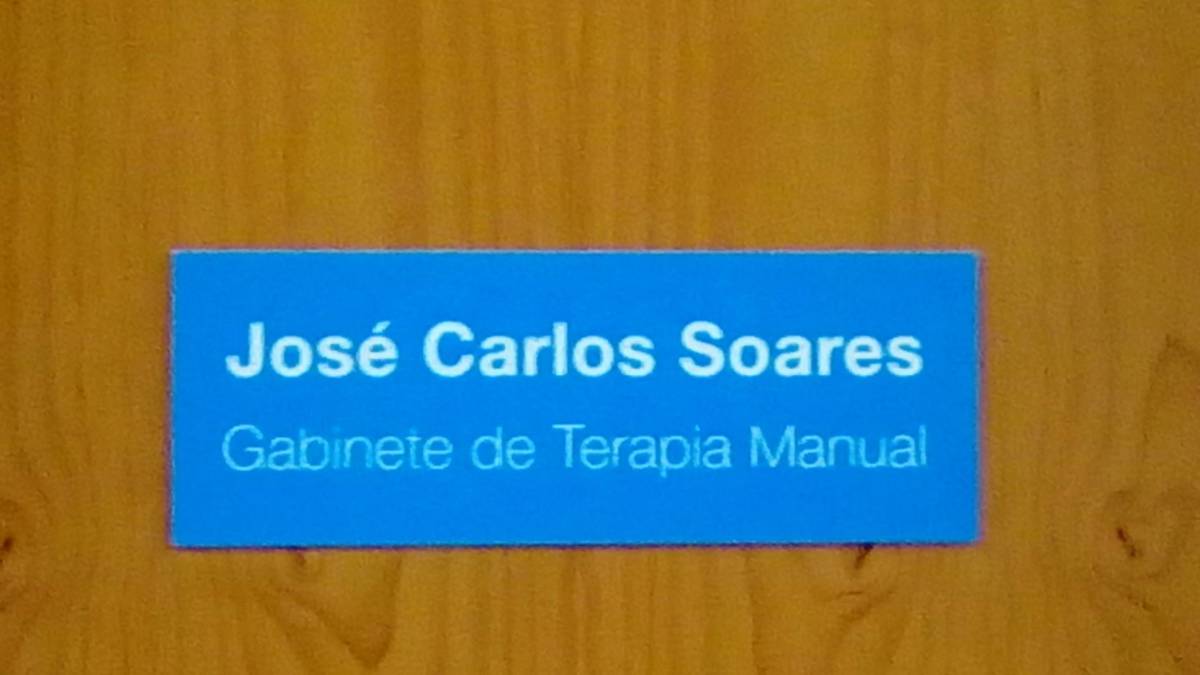 José Carlos Soares
Gabinete de Terapia Manual